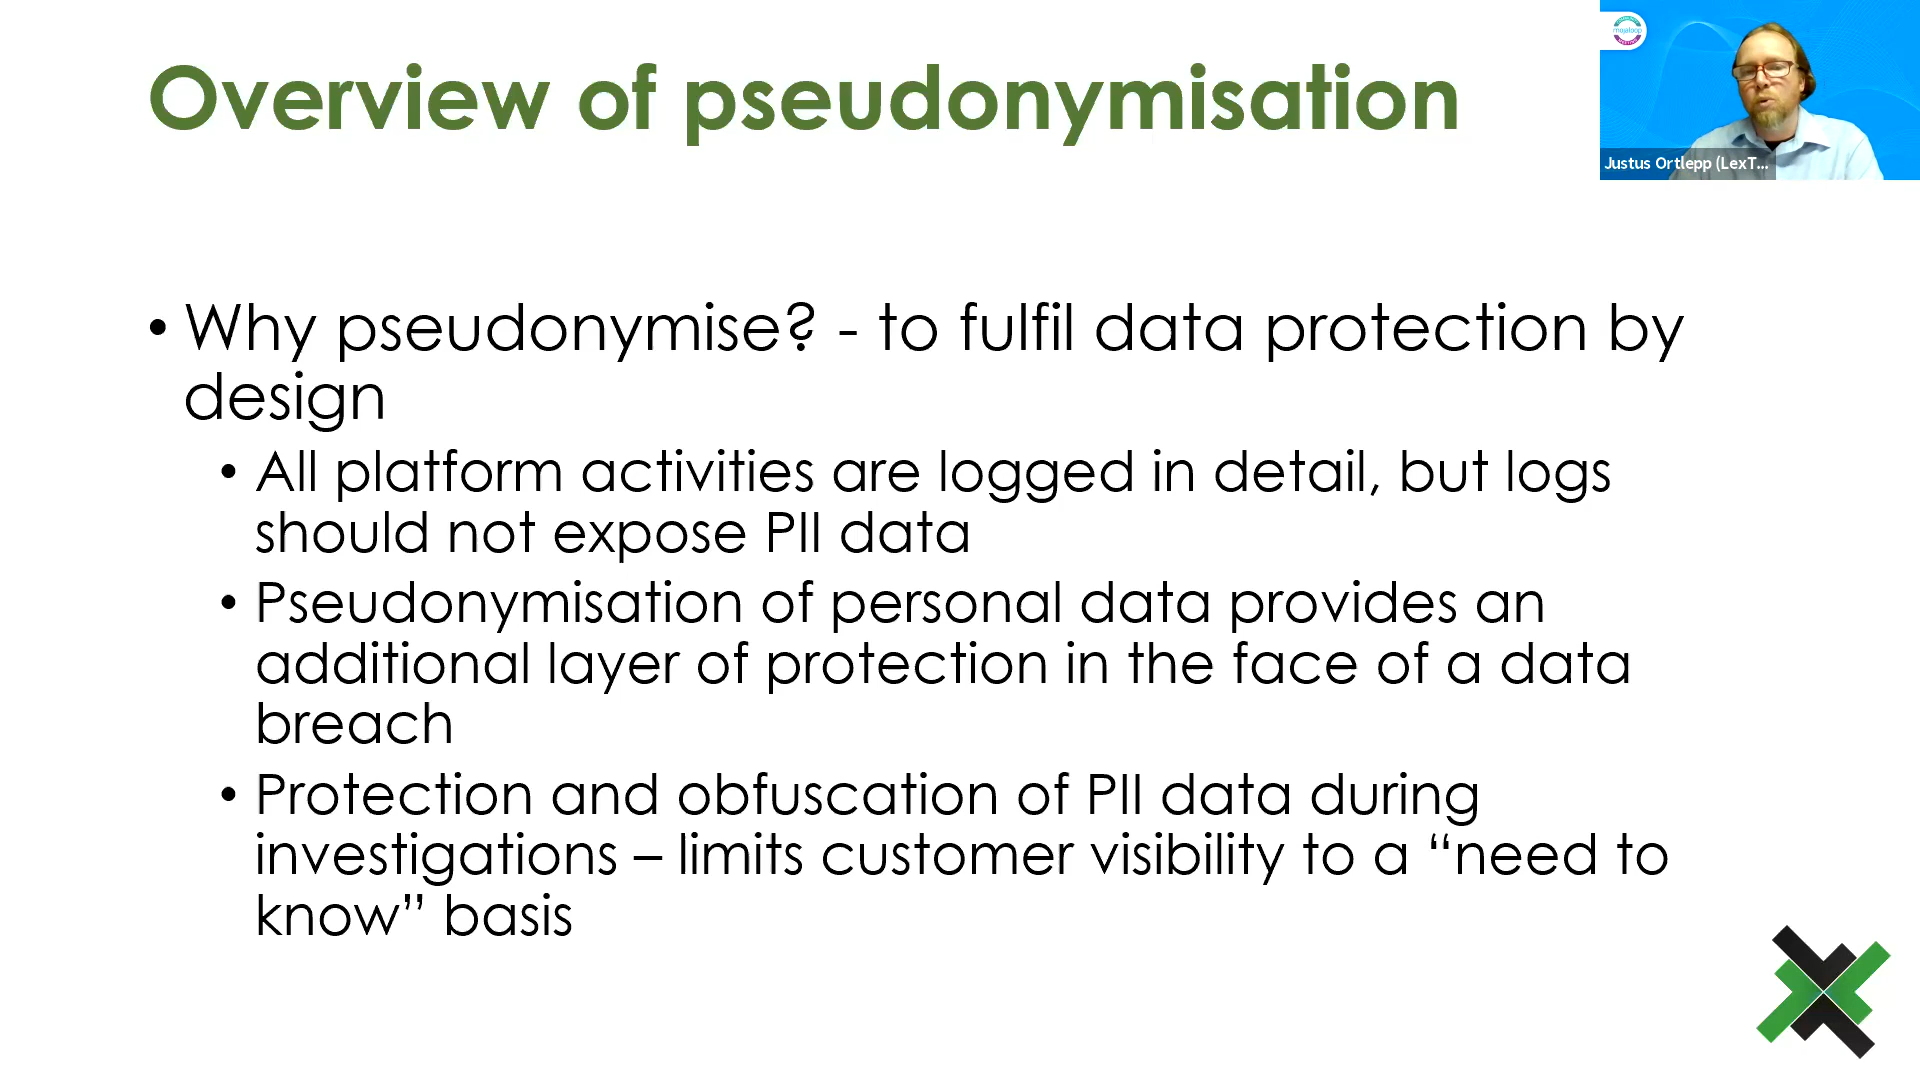 Overview of pseudonymisation
mojaloop
Justus Ortlepp (LexT...
• Why pseudonymise? - to fulfil data protection by
design
• All platform activities are logged in detail, but logs
should not expose PII data
• Pseudonymisation of personal data provides an
additional layer of protection in the face of a data
breach
• Protection and obfuscation of PII data during
investigations – limits customer visibility to a “need to
know” basis